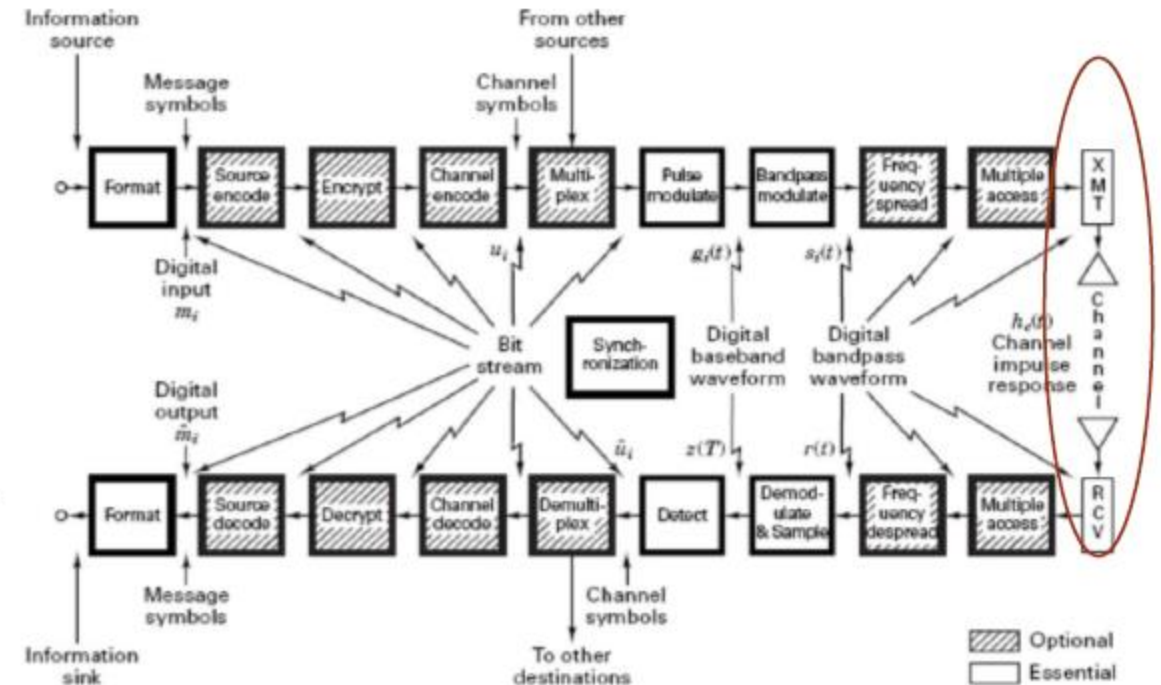 Information
source
From other
sources
Message
symbols
Channel
symbols
Format
Source
encode
Encrypt
Channel
encode
Multi-
plex
Pulse
modulate
Bandpass
modulate
Freq-
uency
spread
Multiple
access
X
M
T
Digital
input
m_i
u_i
g_i(t)
s_i(t)
Bit
stream
Synch-
ronization
Digital
baseband
waveform
Digital
bandpass
waveform
h_c(t)
Channel
impulse
response
C
h
a
n
n
e
l
Digital
output
m̂_i
û_i
z(T)
r(t)
Format
Source
decode
Decrypt
Channel
decode
Demulti-
plex
Detect
Demod-
ulate
& Sample
Freq-
uency
despread
Multiple
access
R
C
V
Message
symbols
Channel
symbols
Information
sink
To other
destinations
Optional
Essential